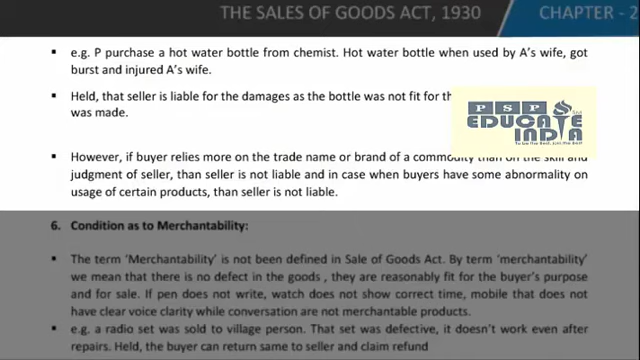 THE SALES OF GOODS ACT, 1930 CHAPTER - 2
e.g. P purchase a hot water bottle from chemist. Hot water bottle when used by A's wife, got
burst and injured A's wife.
Held, that seller is liable for the damages as the bottle was not fit for
was made.
PSP
EDUCATE
INDIA
To be the Best, Join the Best
However, if buyer relies more on the trade name or brand of a commodity than on the skill and
judgment of seller, than seller is not liable and in case when buyers have some abnormality on
usage of certain products, than seller is not liable.
6. Condition as to Merchantability:
The term 'Merchantability' is not been defined in Sale of Goods Act. By term 'merchantability'
we mean that there is no defect in the goods , they are reasonably fit for the buyer's purpose
and for sale. If pen does not write, watch does not show correct time, mobile that does not
have clear voice clarity while conversation are not merchantable products.
e.g. a radio set was sold to village person. That set was defective, it doesn't work even after
repairs. Held, the buyer can return same to seller and claim refund